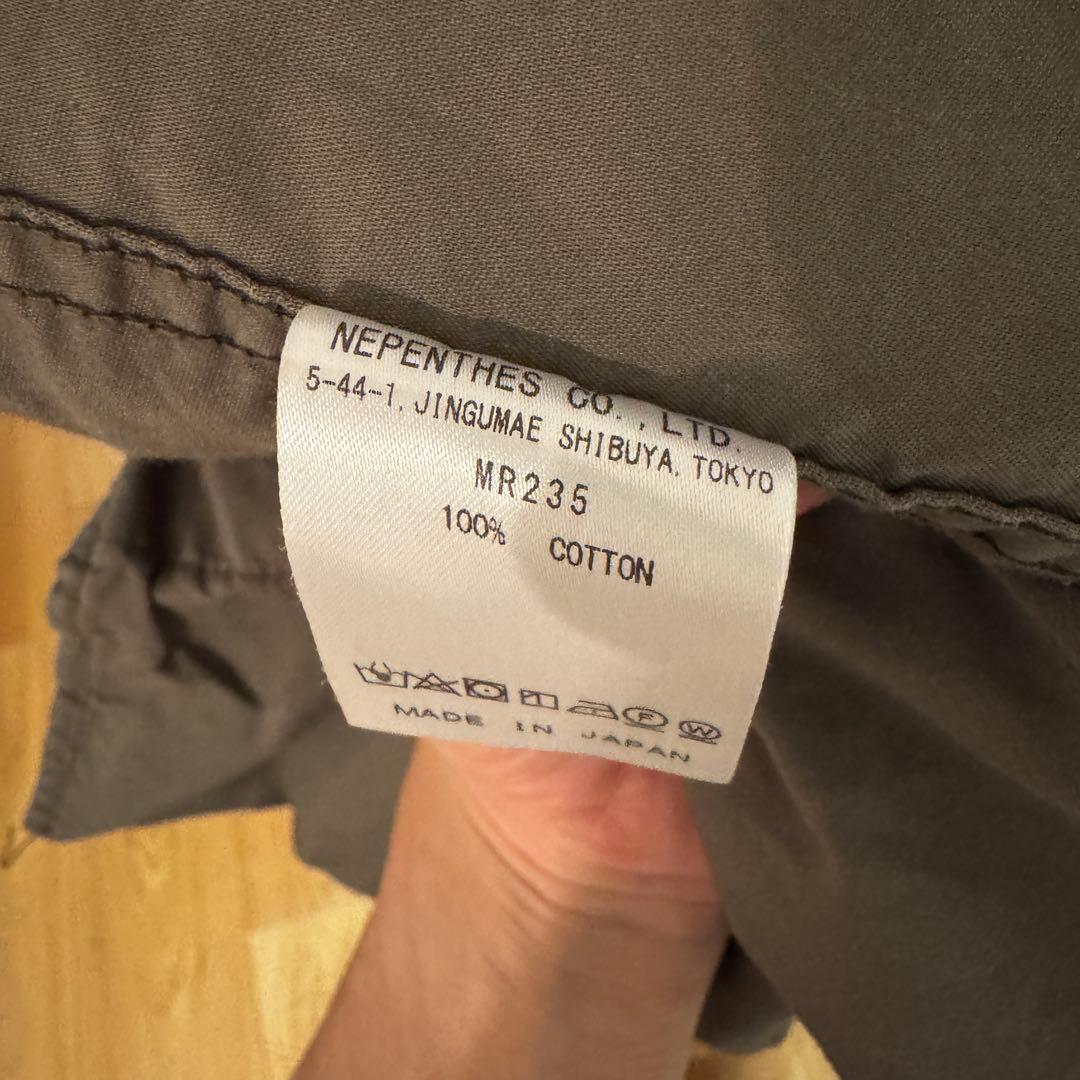 NEPENTHES CO., LTD.
5-44-1, JINGUMAE SHIBUYA, TOKYO
MR235
100% COTTON
F W
MADE IN JAPAN